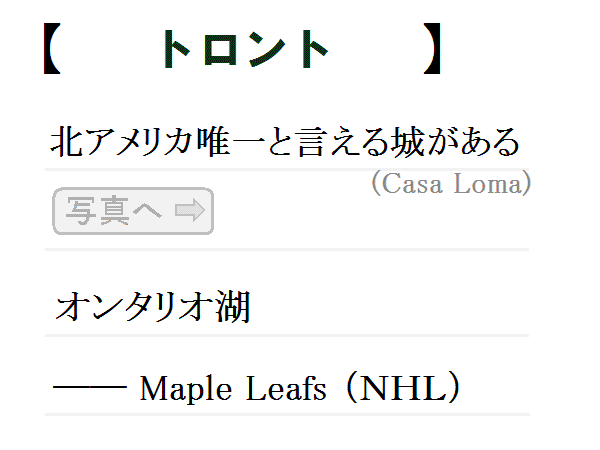 【 トロント 】
北アメリカ唯一と言える城がある
(Casa Loma)
写真へ ⇨
オンタリオ湖
―― Maple Leafs (NHL)